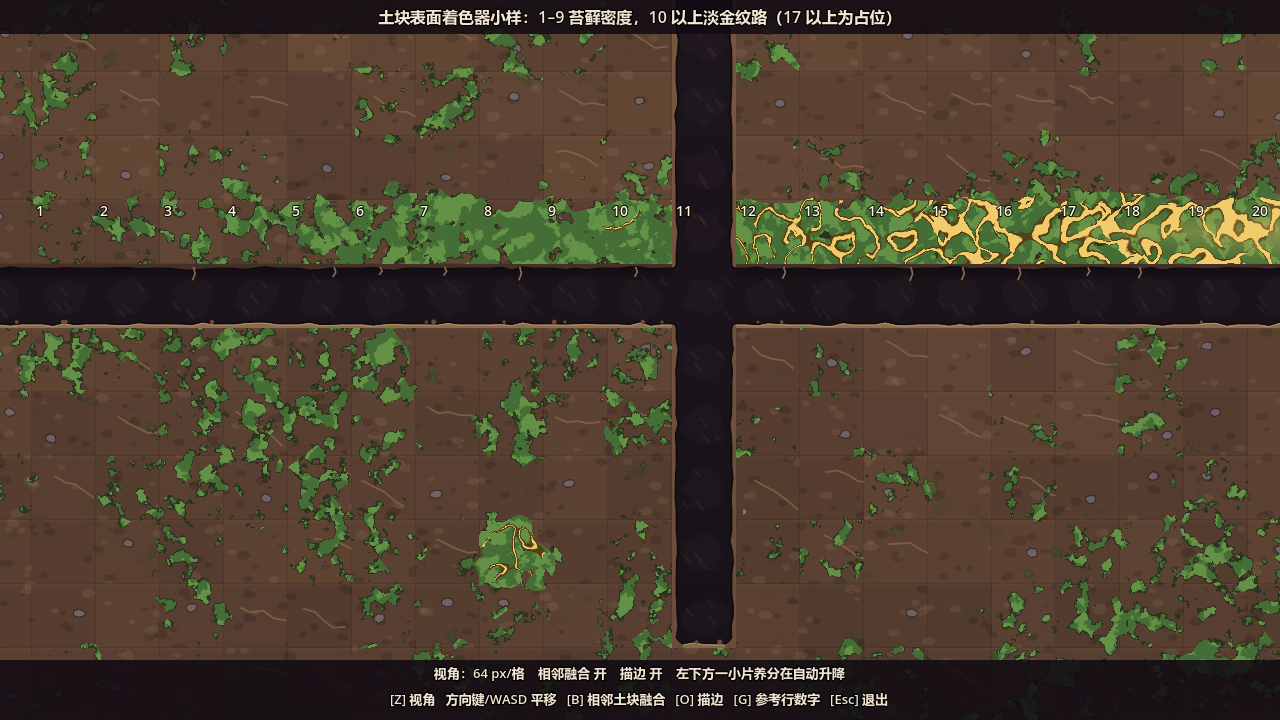 土块表面着色器小样：1–9 苔藓密度，10 以上淡金纹路（17 以上为占位）
1 2 3 4 5 6 7 8 9 10 11 12 13 14 15 16 17 18 19 20
视角：64 px/格 相邻融合 开 描边 开 左下方一小片养分在自动升降
[Z] 视角 方向键/WASD 平移 [B] 相邻土块融合 [O] 描边 [G] 参考行数字 [Esc] 退出